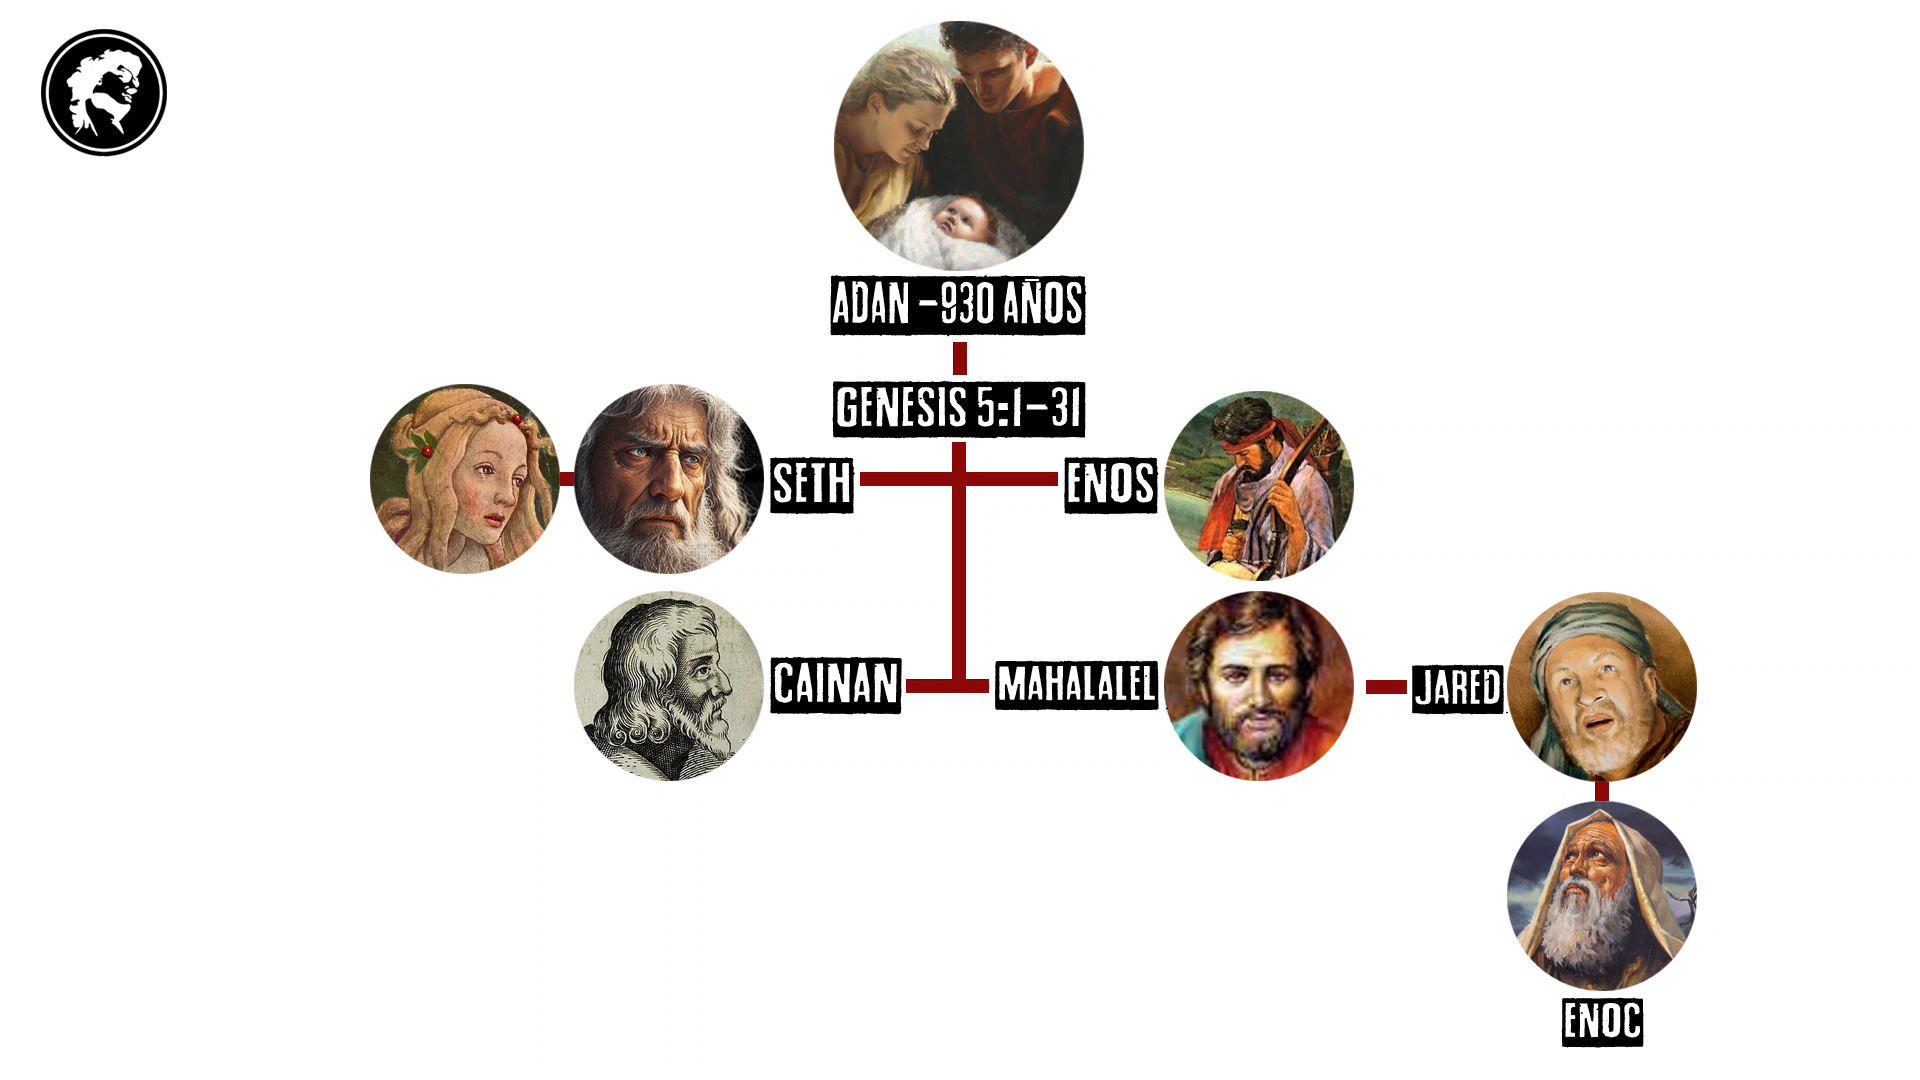 ADAN -930 AÑOS
GENESIS 5:1-31
SETH
ENOS
CAINAN
MAHALALEL
JARED
ENOC